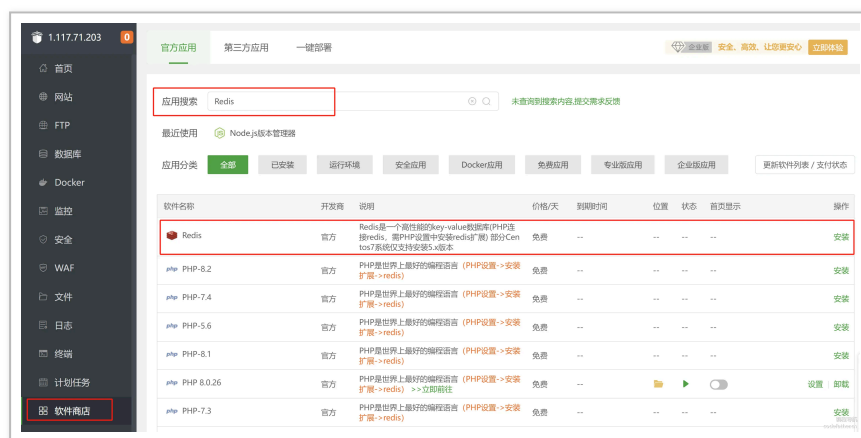 1.117.71.203 0
首页
网站
FTP
数据库
Docker
监控
安全
WAF
文件
日志
终端
计划任务
软件商店
官方应用 第三方应用 一键部署
企业版 安全、高效、让您更安心 立即体验
应用搜索 Redis 未查询到搜索内容,提交需求反馈
最近使用 Node.js版本管理器
应用分类 全部 已安装 运行环境 安全应用 Docker应用 免费应用 专业版应用 企业版应用 更新软件列表 / 支付状态
软件名称 开发商 说明 价格/天 到期时间 位置 状态 首页显示 操作
Redis 官方 Redis是一个高性能的key-value数据库(PHP连
接redis，需PHP设置中安装redis扩展) 部分Cen
tos7系统仅支持安装5.x版本 免费 -- -- -- -- 安装
php PHP-8.2 官方 PHP是世界上最好的编程语言 (PHP设置->安装
扩展->redis) 免费 -- -- -- -- 安装
php PHP-7.4 官方 PHP是世界上最好的编程语言 (PHP设置->安装
扩展->redis) 免费 -- -- -- -- 安装
php PHP-5.6 官方 PHP是世界上最好的编程语言 (PHP设置->安装
扩展->redis) 免费 -- -- -- -- 安装
php PHP-8.1 官方 PHP是世界上最好的编程语言 (PHP设置->安装
扩展->redis) 免费 -- -- -- -- 安装
php PHP 8.0.26 官方 PHP是世界上最好的编程语言 (PHP设置->安装
扩展->redis) >>立即前往 免费 -- 设置 | 卸载
php PHP-7.3 官方 PHP是世界上最好的编程语言 (PHP设置->安装
扩展->redis) 免费 -- -- -- -- 安装